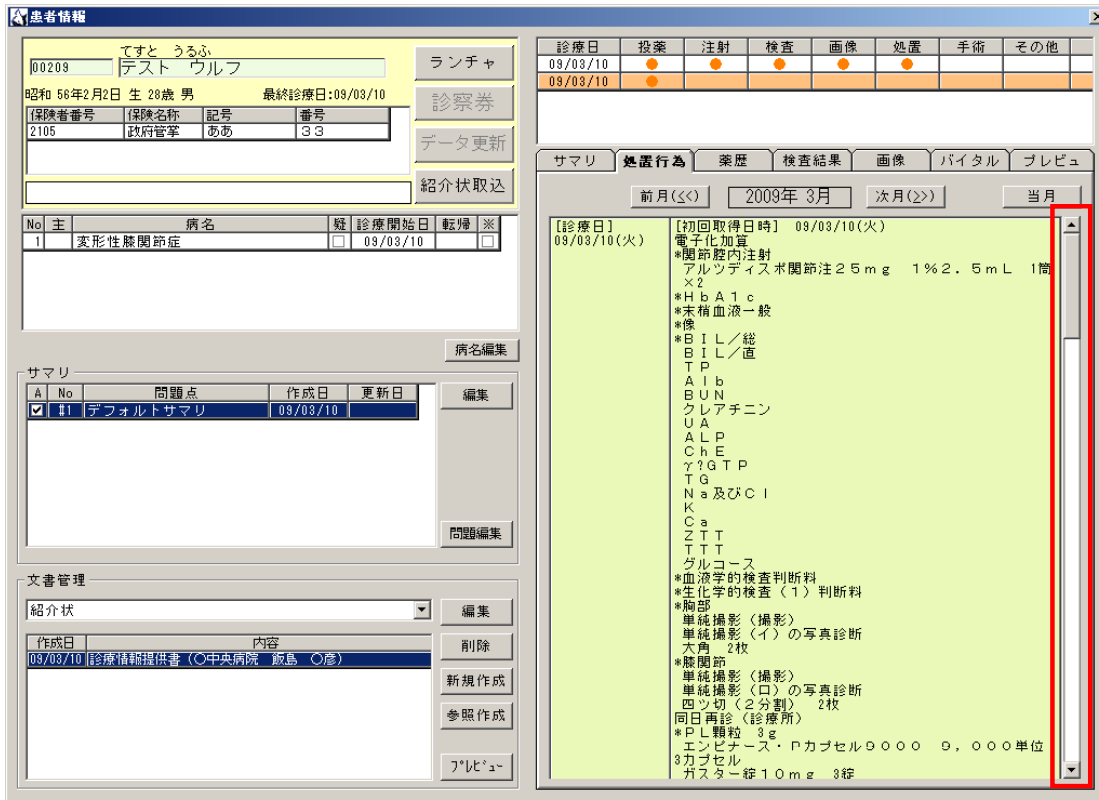 患者情報
てすと うるふ
00209 テスト ウルフ
昭和 56年2月2日 生 28歳 男 最終診療日:09/03/10
保険者番号 保険名称 記号 番号
2105 政府管掌 ああ 33
ランチャ
診察券
データ更新
紹介状取込
No 主 病名 疑 診療開始日 転帰 ※
1 変形性膝関節症 09/03/10
病名編集
サマリ
A No 問題点 作成日 更新日
#1 デフォルトサマリ 09/03/10
編集
問題編集
文書管理
紹介状
編集
作成日 内容
09/03/10 診療情報提供書(〇中央病院 飯島 〇彦)
削除
新規作成
参照作成
プレビュー
診療日 投薬 注射 検査 画像 処置 手術 その他
09/03/10 ● ● ● ● ●
09/03/10 ●
サマリ 処置行為 薬歴 検査結果 画像 バイタル プレビュ
前月(<<) 2009年 3月 次月(>>) 当月
[診療日] [初回取得日時] 09/03/10(火)
09/03/10(火) 電子化加算
*関節腔内注射
アルツディスポ関節注25mg 1%2.5mL 1筒
×2
*HbA1c
*末梢血液一般
*像
*BIL/総
BIL/直
TP
Alb
BUN
クレアチニン
UA
ALP
ChE
γ?GTP
TG
Na及びCl
K
Ca
ZTT
TTT
グルコース
*血液学的検査判断料
*生化学的検査(1)判断料
*胸部
単純撮影(撮影)
単純撮影(イ)の写真診断
大角 2枚
*膝関節
単純撮影(撮影)
単純撮影(ロ)の写真診断
四ツ切(2分割) 2枚
同日再診(診療所)
*PL顆粒 3g
エンピナース・Pカプセル9000 9,000単位
3カプセル
ガスター錠10mg 3錠